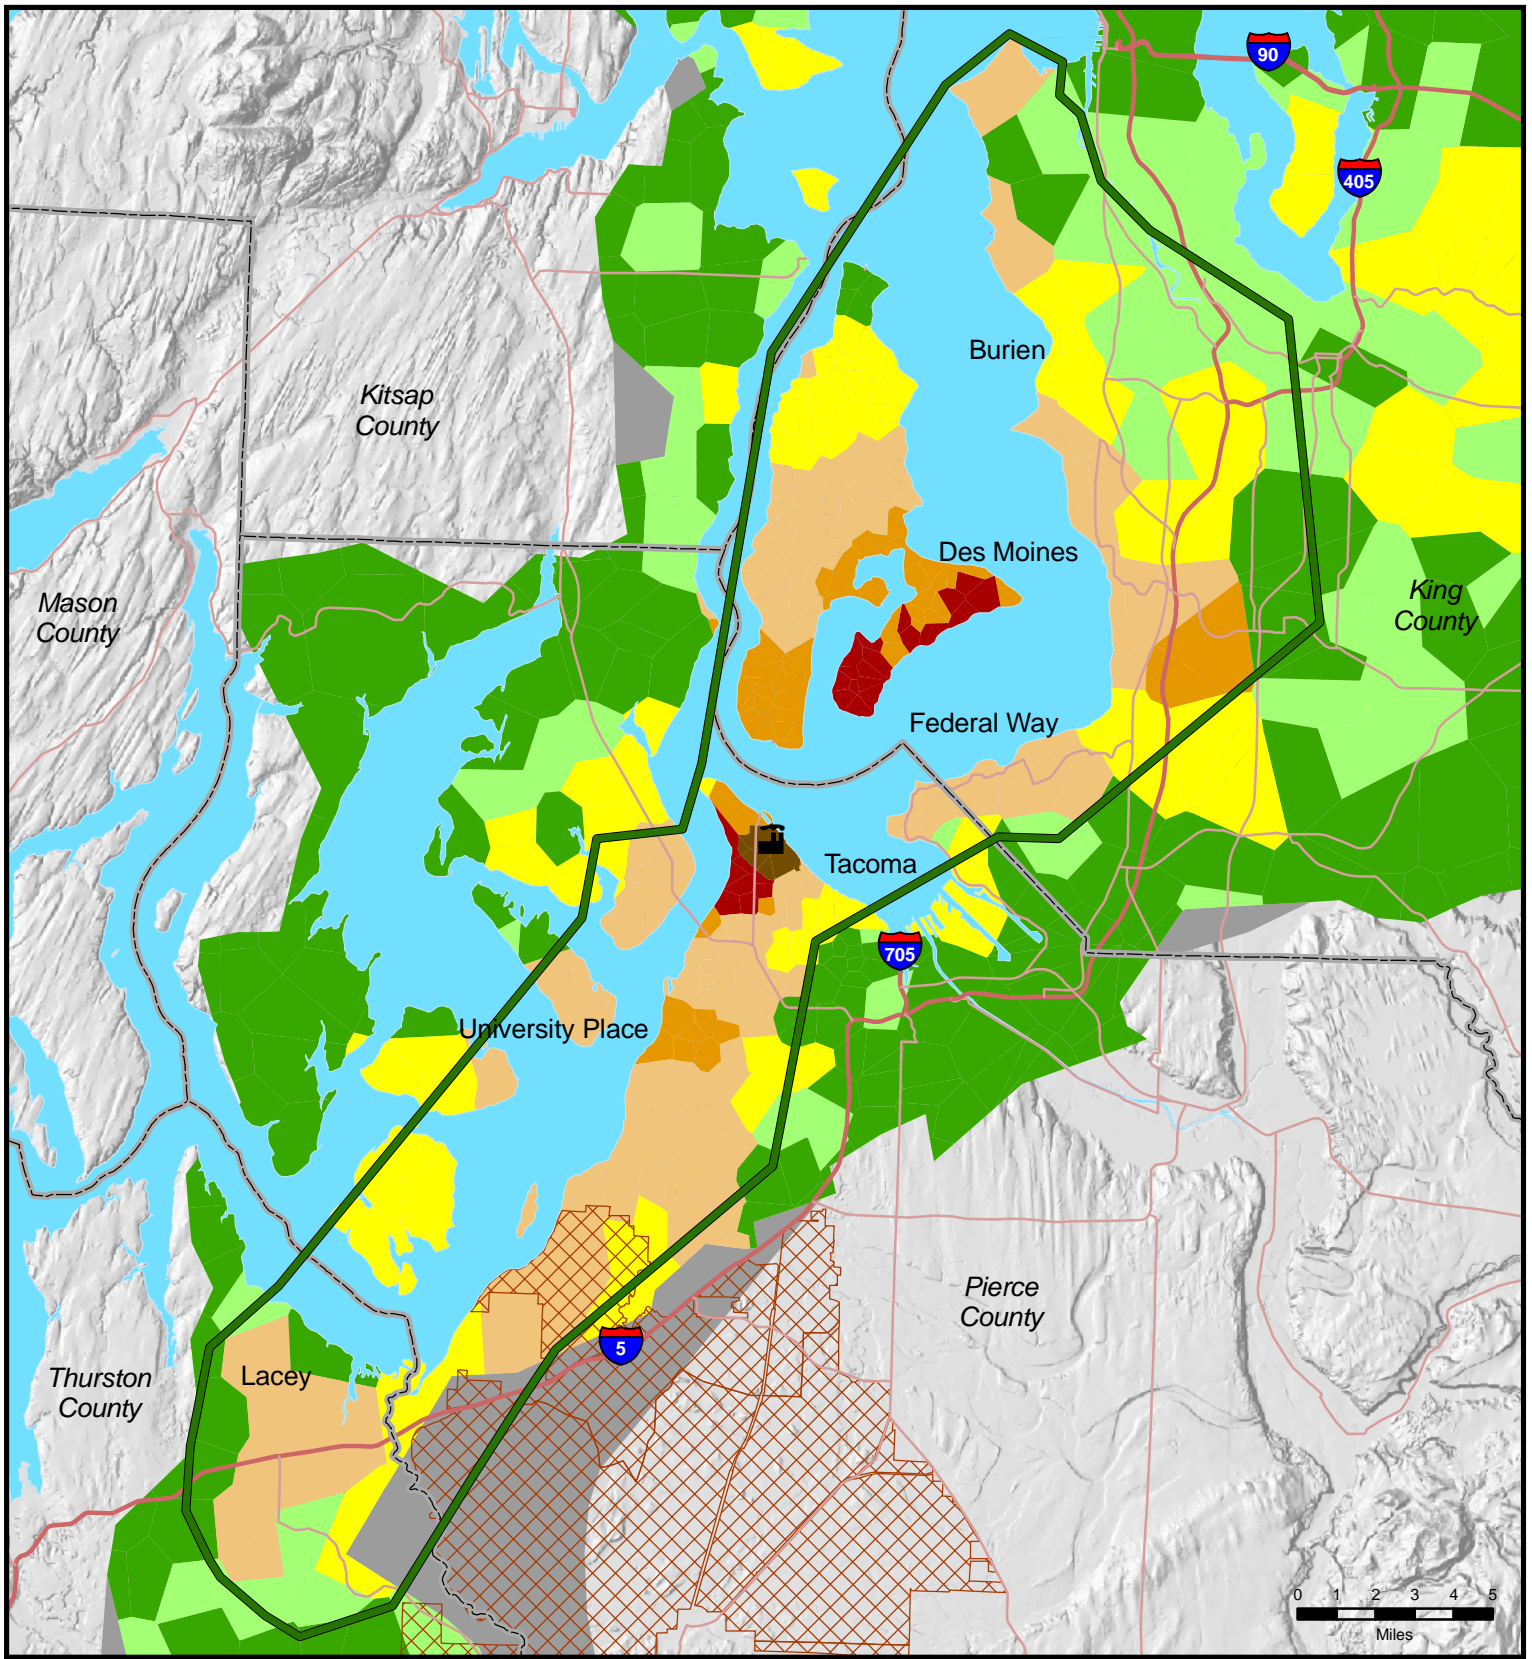 90
405
Burien
Kitsap
County
Des Moines
Mason
County
King
County
Federal Way
Tacoma
705
University Place
Pierce
County
5
Thurston
County
Lacey
0 1 2 3 4 5
Miles